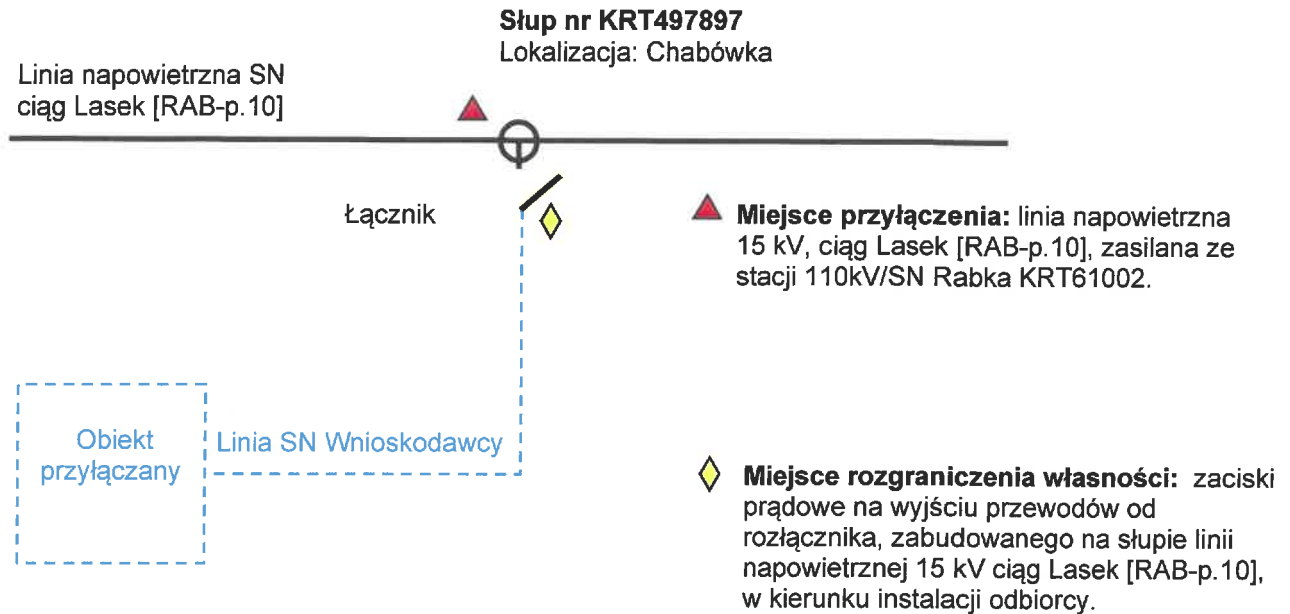 Słup nr KRT497897
Lokalizacja: Chabówka
Linia napowietrzna SN
ciąg Lasek [RAB-p.10]
Łącznik
Miejsce przyłączenia: linia napowietrzna
15 kV, ciąg Lasek [RAB-p.10], zasilana ze
stacji 110kV/SN Rabka KRT61002.
Obiekt
przyłączany
Linia SN Wnioskodawcy
Miejsce rozgraniczenia własności: zaciski
prądowe na wyjściu przewodów od
rozłącznika, zabudowanego na słupie linii
napowietrznej 15 kV ciąg Lasek [RAB-p.10],
w kierunku instalacji odbiorcy.